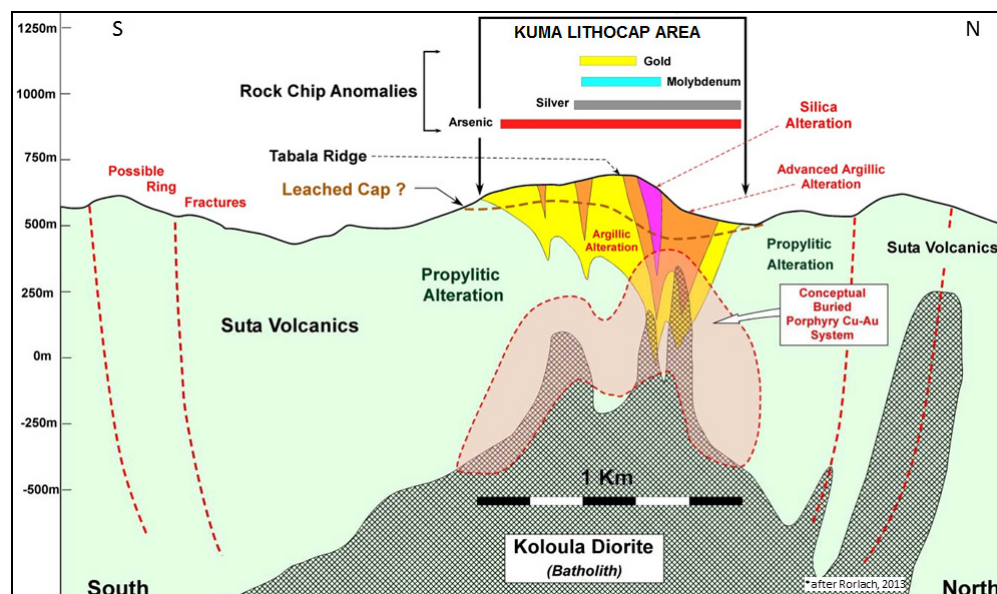 1250m
S
N
KUMA LITHOCAP AREA
Gold
Molybdenum
Silver
Arsenic
Rock Chip Anomalies
1000m
Silica
Alteration
750m
Tabala Ridge
Possible
Ring
Fractures
Leached Cap ?
Advanced Argillic
Alteration
500m
Argillic
Alteration
Propylitic
Alteration
Propylitic
Alteration
Suta Volcanics
250m
Suta Volcanics
Conceptual
Buried
Porphyry Cu-Au
System
0m
-250m
-500m
1 Km
Koloula Diorite
(Batholith)
South
*after Rorlach, 2013
North